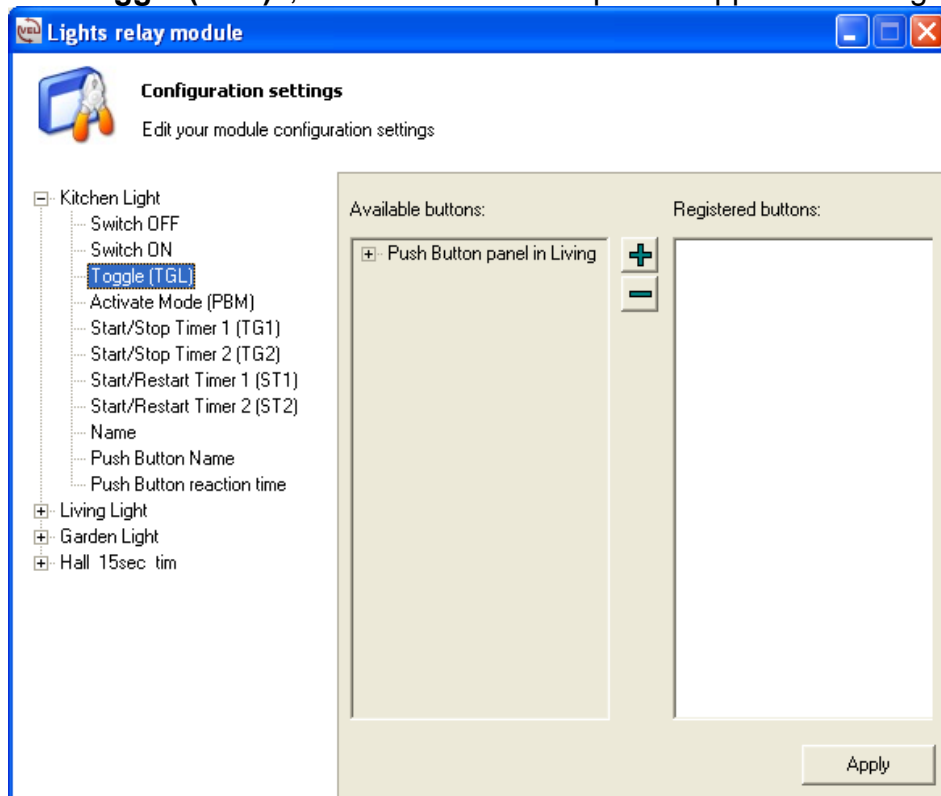 Lights relay module
Configuration settings
Edit your module configuration settings
Kitchen Light
Switch OFF
Switch ON
Toggle (TGL)
Activate Mode (PBM)
Start/Stop Timer 1 (TG1)
Start/Stop Timer 2 (TG2)
Start/Restart Timer 1 (ST1)
Start/Restart Timer 2 (ST2)
Name
Push Button Name
Push Button reaction time
Living Light
Garden Light
Hall 15sec tim
Available buttons:
Push Button panel in Living
Registered buttons:
Apply